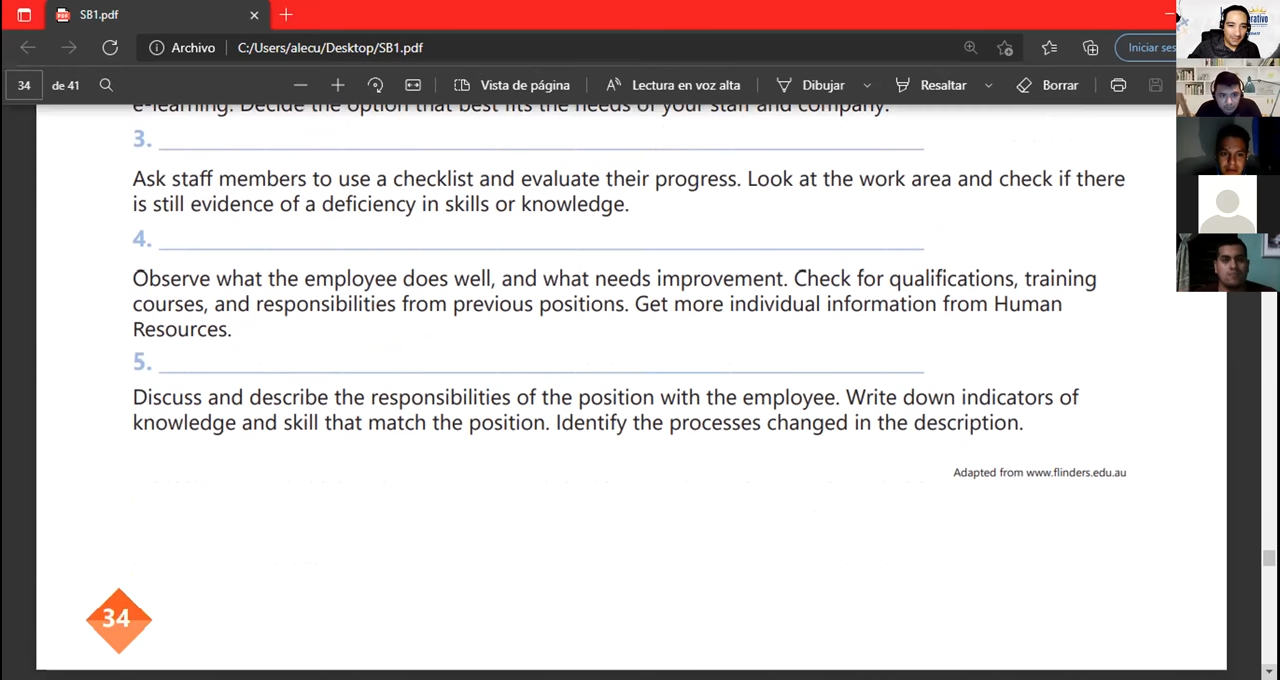 SB1.pdf
Archivo
C:/Users/alecu/Desktop/SB1.pdf
Iniciar ses
34 de 41
Vista de página
Lectura en voz alta
Dibujar
Resaltar
Borrar
e-learning. Decide the option that best fits the needs of your staff and company.
3.
Ask staff members to use a checklist and evaluate their progress. Look at the work area and check if there
is still evidence of a deficiency in skills or knowledge.
4.
Observe what the employee does well, and what needs improvement. Check for qualifications, training
courses, and responsibilities from previous positions. Get more individual information from Human
Resources.
5.
Discuss and describe the responsibilities of the position with the employee. Write down indicators of
knowledge and skill that match the position. Identify the processes changed in the description.
Adapted from www.flinders.edu.au
34